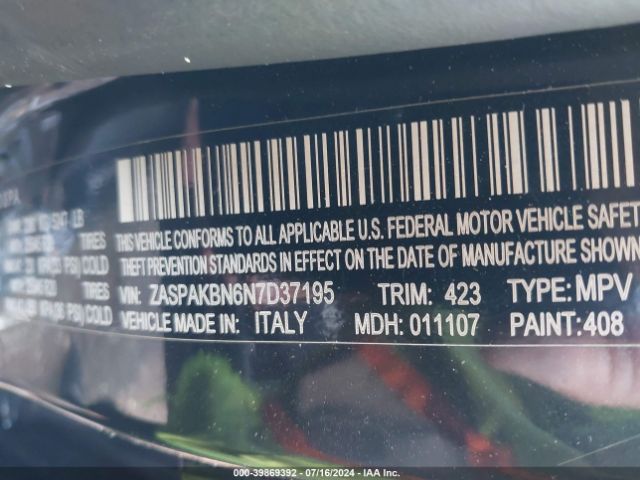 THIS VEHICLE CONFORMS TO ALL APPLICABLE U.S. FEDERAL MOTOR VEHICLE SAFETY
THEFT PREVENTION STANDARDS IN EFFECT ON THE DATE OF MANUFACTURE SHOWN
VIN: ZASPAKBN6N7D37195 TRIM: 423 TYPE: MPV
VEHICLE MADE IN: ITALY MDH: 011107 PAINT: 408
LB
TIRES
COLD
TIRES
COLD
000-39869392 - 07/16/2024 - IAA Inc.